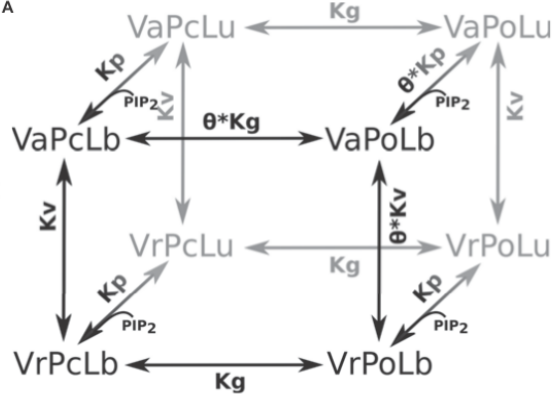 A
VaPcLu Kg VaPoLu
Kp θ*Kp
PIP2 Kv PIP2 Kv
VaPcLb θ*Kg VaPoLb
Kv θ*Kv
VrPcLu Kg VrPoLu
Kp Kp
PIP2 PIP2
VrPcLb Kg VrPoLb